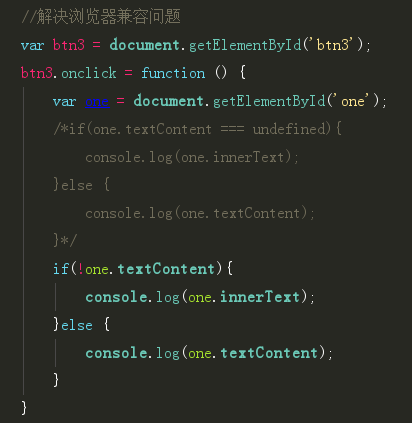 //解决浏览器兼容问题
var btn3 = document.getElementById('btn3');
btn3.onclick = function () {
var one = document.getElementById('one');
/*if(one.textContent === undefined){
console.log(one.innerText);
}else {
console.log(one.textContent);
}*/
if(!one.textContent){
console.log(one.innerText);
}else {
console.log(one.textContent);
}
}